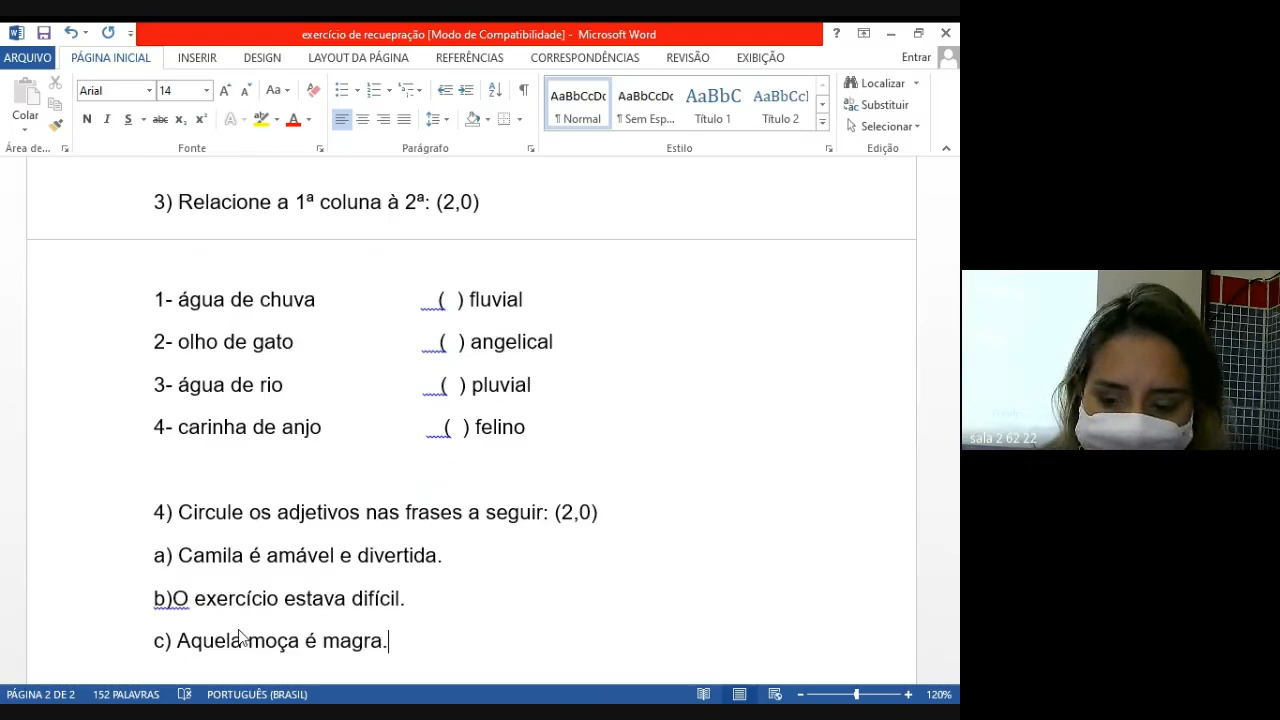 exercício de recuepração [Modo de Compatibilidade] - Microsoft Word
?
ARQUIVO PÁGINA INICIAL INSERIR DESIGN LAYOUT DA PÁGINA REFERÊNCIAS CORRESPONDÊNCIAS REVISÃO EXIBIÇÃO Entrar
Colar
Arial 14
Aa
N I S abc x₂ x²
AaBbCcDc AaBbCcDc AaBbC AaBbCcl
¶ Normal ¶ Sem Esp... Título 1 Título 2
Localizar
Substituir
Selecionar
Área de... Fonte Parágrafo Estilo Edição
3) Relacione a 1ª coluna à 2ª: (2,0)
1- água de chuva ( ) fluvial
2- olho de gato ( ) angelical
3- água de rio ( ) pluvial
4- carinha de anjo ( ) felino
4) Circule os adjetivos nas frases a seguir: (2,0)
a) Camila é amável e divertida.
b)O exercício estava difícil.
c) Aquela moça é magra.
sala 2 62 22
PÁGINA 2 DE 2 152 PALAVRAS PORTUGUÊS (BRASIL) 120%